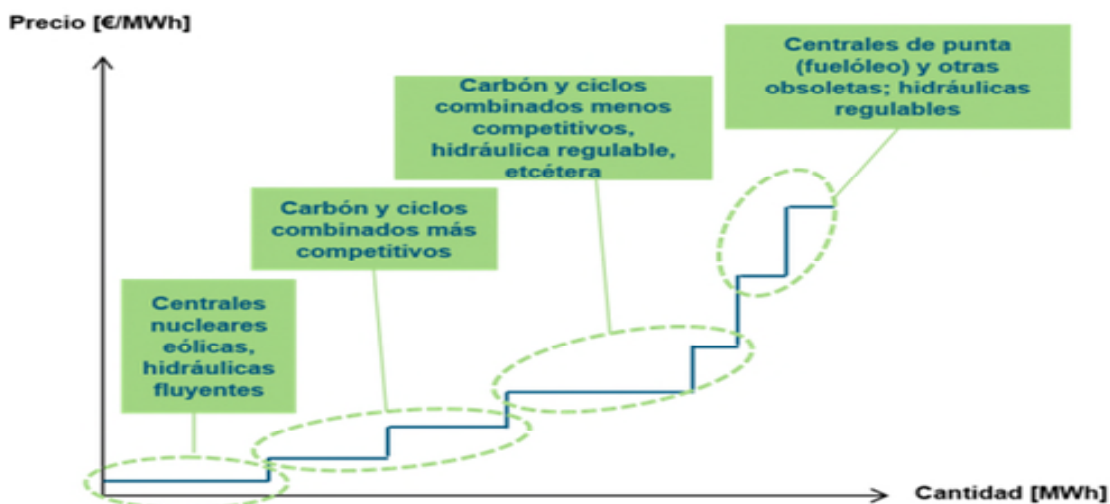 Precio [€/MWh]
Centrales de punta
(fuelóleo) y otras
obsoletas; hidráulicas
regulables
Carbón y ciclos
combinados menos
competitivos,
hidráulica regulable,
etcétera
Carbón y ciclos
combinados más
competitivos
Centrales
nucleares
eólicas,
hidráulicas
fluyentes
Cantidad [MWh]